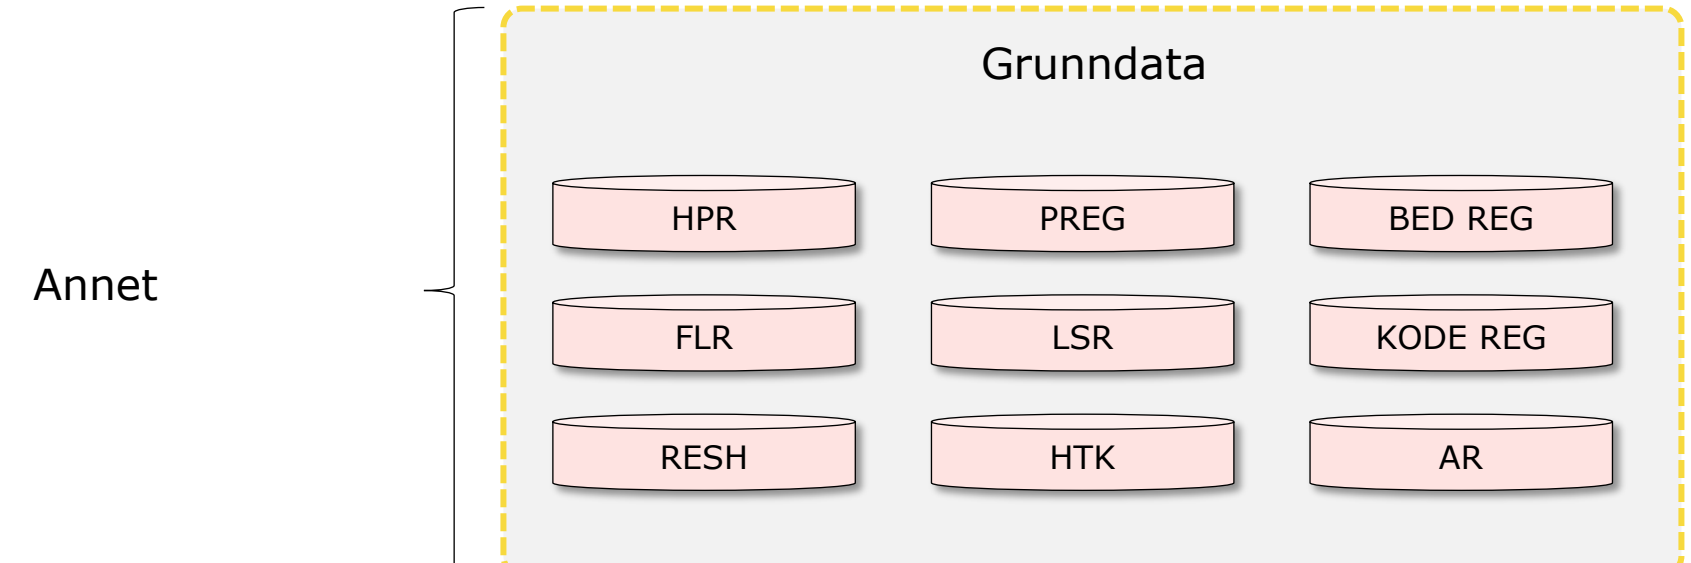 Grunndata
HPR
PREG
BED REG
Annet
FLR
LSR
KODE REG
RESH
HTK
AR